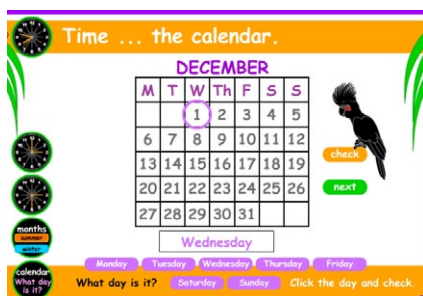 Time ... the calendar.
DECEMBER
M T W Th F S S
1 2 3 4 5
6 7 8 9 10 11 12
13 14 15 16 17 18 19
20 21 22 23 24 25 26
27 28 29 30 31
check
next
months
summer
winter
Wednesday
calendar
What day
is it?
Monday Tuesday Wednesday Thursday Friday
What day is it? Saturday Sunday Click the day and check.